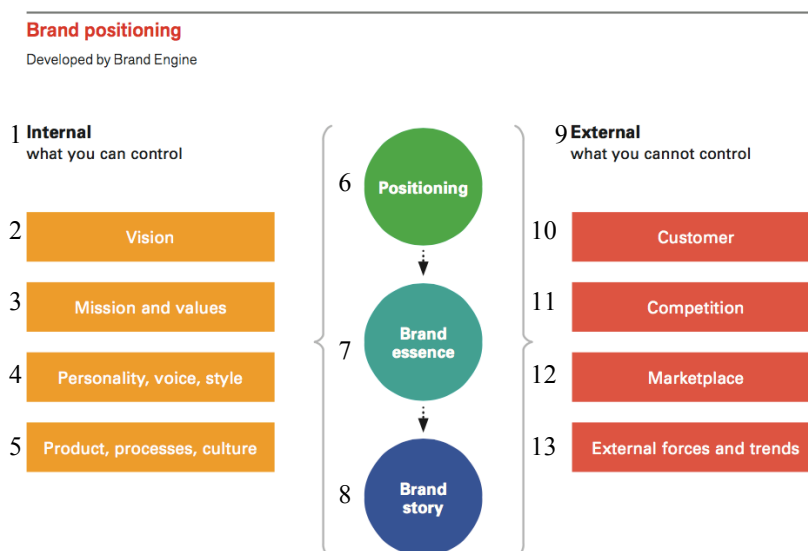 Brand positioning
Developed by Brand Engine
1 Internal
what you can control
2 Vision
3 Mission and values
4 Personality, voice, style
5 Product, processes, culture
6 Positioning
7 Brand
essence
8 Brand
story
9 External
what you cannot control
10 Customer
11 Competition
12 Marketplace
13 External forces and trends